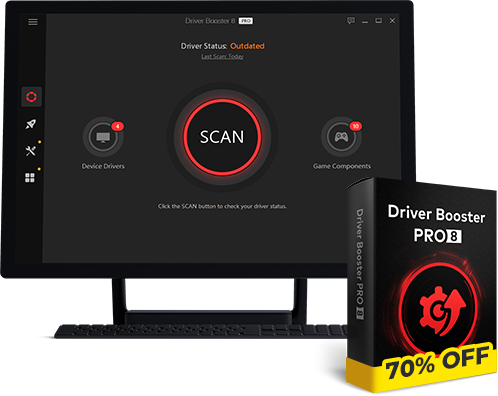 Driver Booster 8 PRO
Driver Status: Outdated
Last Scan: Today
4
10
SCAN
Device Drivers
Game Components
Click the SCAN button to check your driver status.
Driver Booster
PRO 8
Driver Booster PRO 8
70% OFF